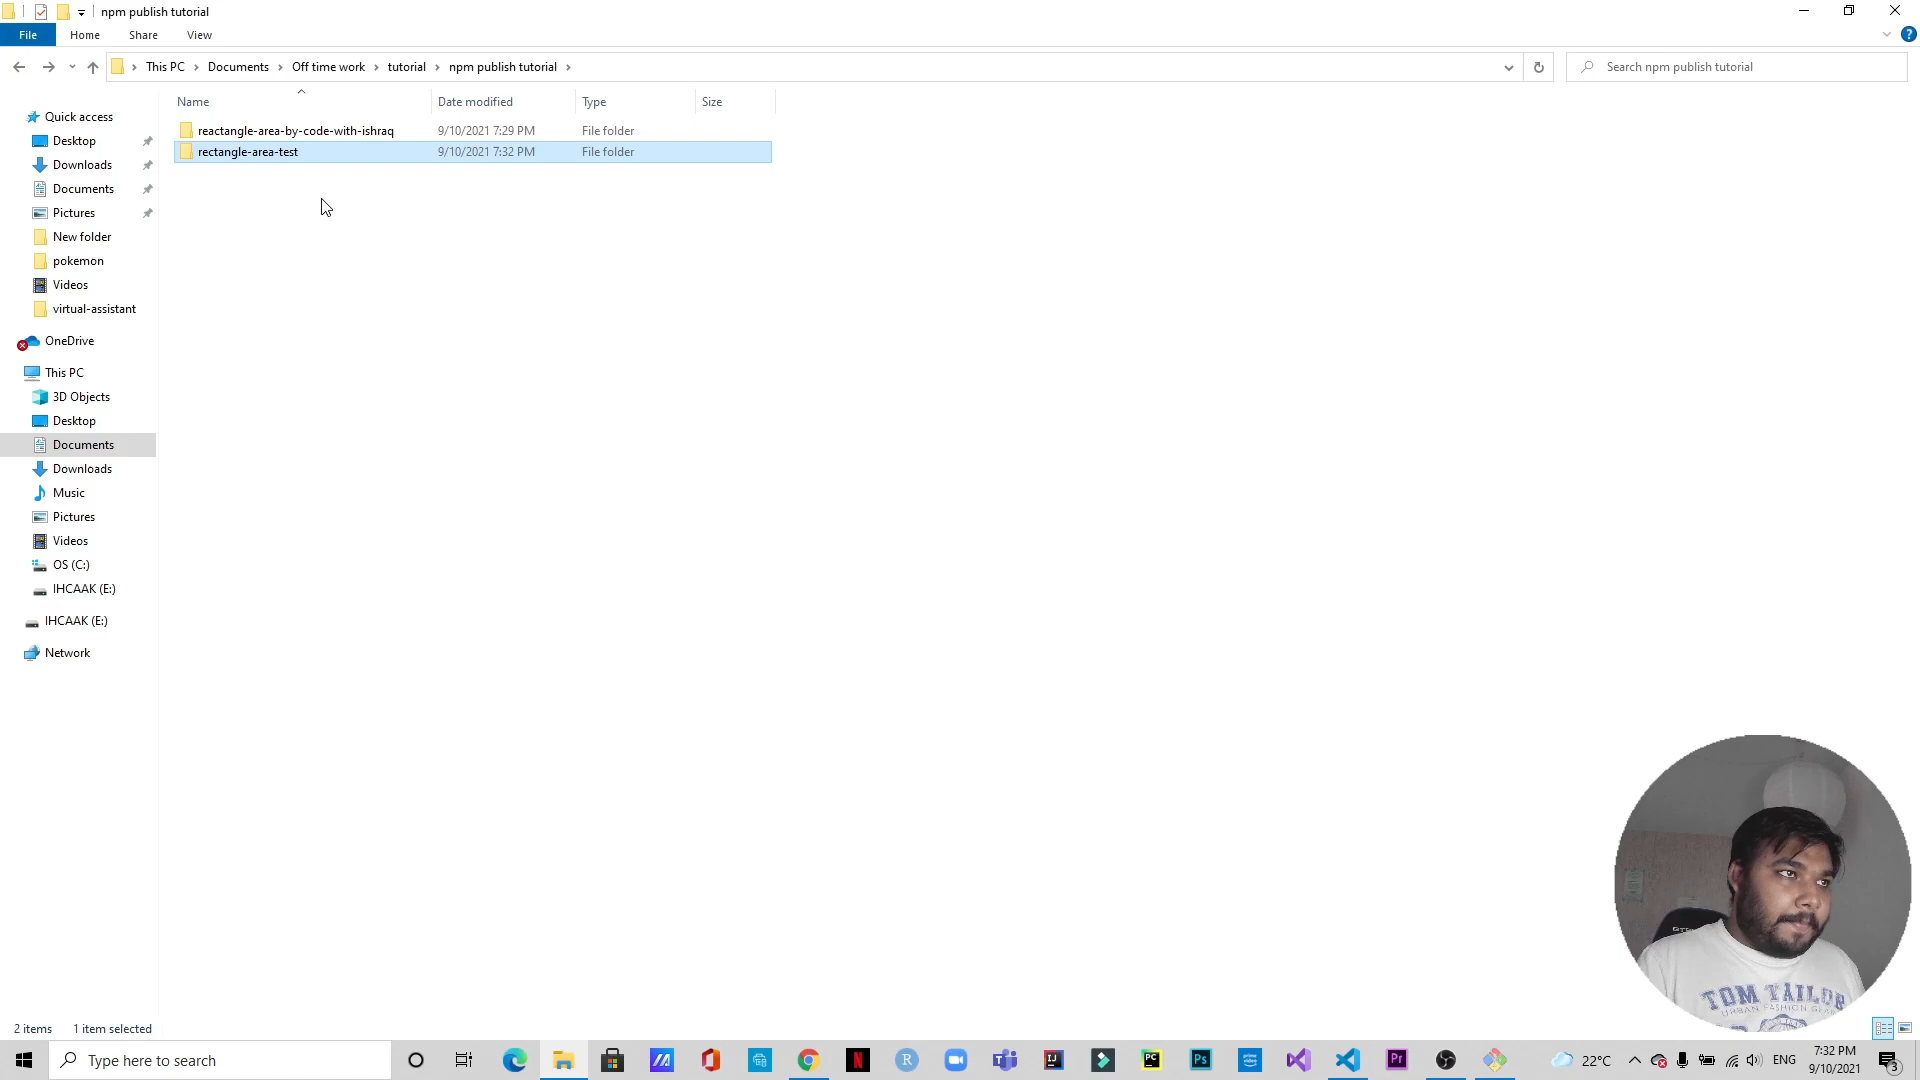 npm publish tutorial
File Home Share View
This PC Documents Off time work tutorial npm publish tutorial Search npm publish tutorial
Name Date modified Type Size
reactangle-area-by-code-with-ishraq 9/10/2021 7:29 PM File folder
rectangle-area-test 9/10/2021 7:32 PM File folder
Quick access
Desktop
Downloads
Documents
Pictures
New folder
pokemon
Videos
virtual-assistant
OneDrive
This PC
3D Objects
Desktop
Documents
Downloads
Music
Pictures
Videos
OS (C:)
IHCAAK (E:)
IHCAAK (E:)
Network
TOM TAILOR
URBAN FASHION GEAR
2 items 1 item selected
Type here to search 22°C ENG 7:32 PM
9/10/2021 3